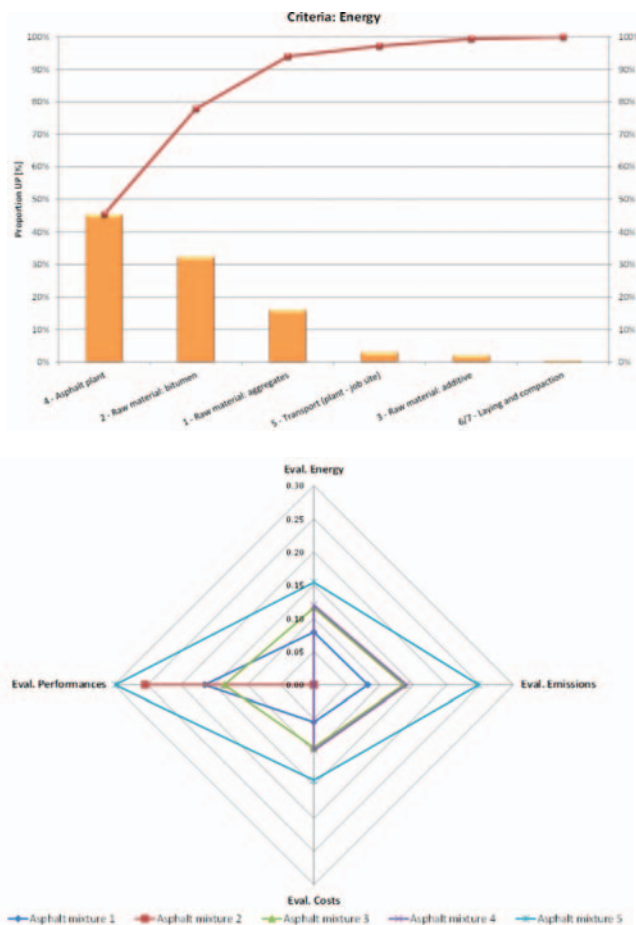 Criteria: Energy
100% 100%
90% 90%
80% 80%
70% 70%
60% 60%
50% 50%
40% 40%
30% 30%
20% 20%
10% 10%
0% 0%
Proportion UP [%]
4 - Asphalt plant
2 - Raw material: bitumen
1 - Raw material: aggregates
5 - Transport (plant - job site)
3 - Raw material: additive
6/7 - Laying and compaction
Eval. Energy
0.30
0.25
0.20
0.15
0.10
0.05
Eval. Performances 0.00 Eval. Emissions
Eval. Costs
Asphalt mixture 1 Asphalt mixture 2 Asphalt mixture 3 Asphalt mixture 4 Asphalt mixture 5